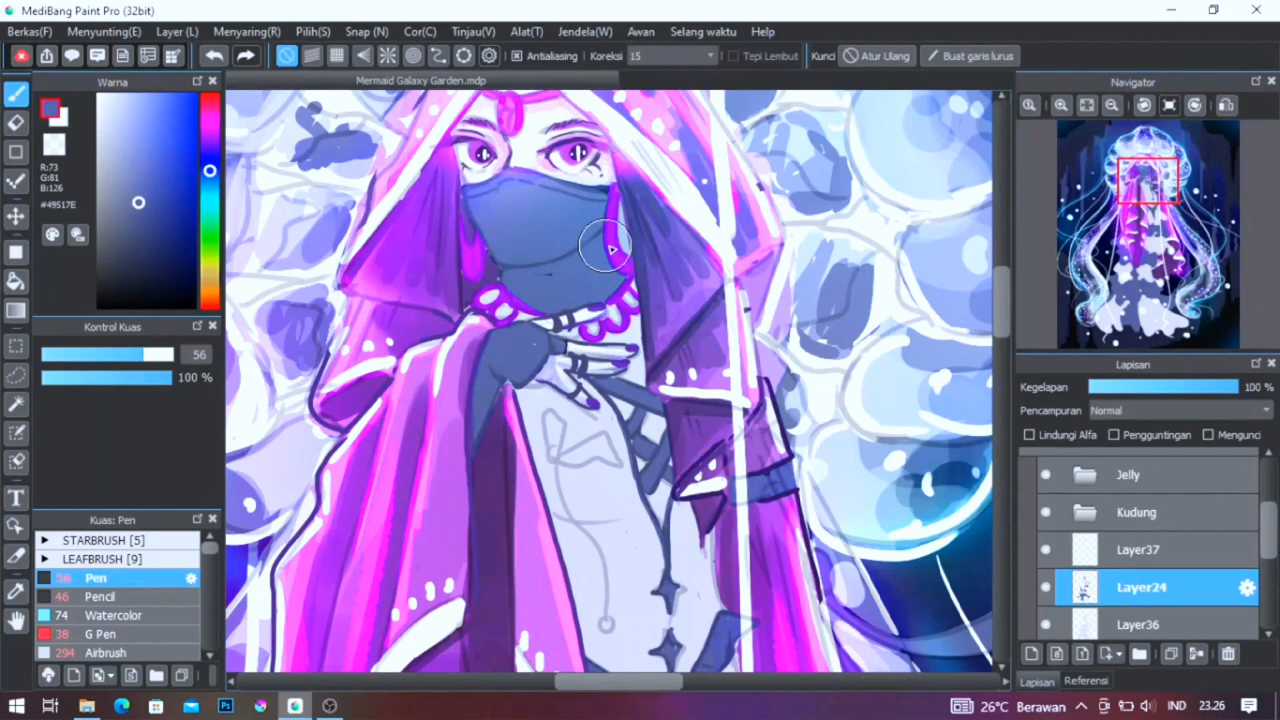 MediBang Paint Pro (32bit)
Berkas(F) Menyunting(E) Layer (L) Menyaring(R) Pilih(S) Snap (N) Cor(C) Tinjau(V) Alat(T) Jendela(W) Awan Selang waktu Help
Antialiasing Koreksi 15 Tepi Lembut Kunci Atur Ulang Buat garis lurus
Warna
Mermaid Galaxy Garden.mdp
Navigator
R:73
G:81
B:126
#49517E
Kontrol Kuas
56
100 %
Lapisan
Kegelapan 100 %
Pencampuran Normal
Lindungi Alfa Pengguntingan Mengunci
Jelly
Kudung
Layer37
Layer24
Layer36
Kuas: Pen
STARBRUSH [5]
LEAFBRUSH [9]
56 Pen
46 Pencil
74 Watercolor
38 G Pen
294 Airbrush
Lapisan Referensi
Ps
26°C Berawan IND 23.26